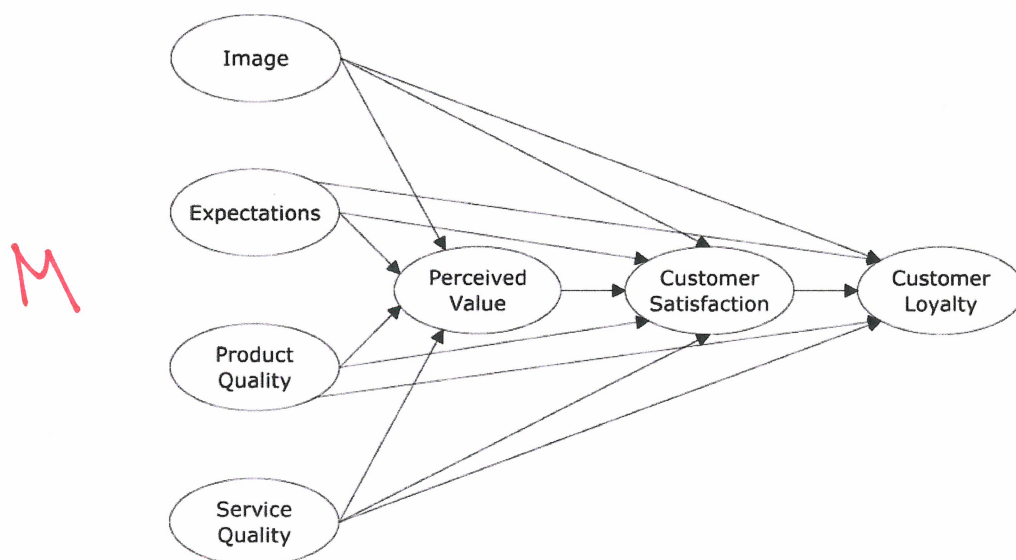 Image
Expectations
M
Perceived
Value
Customer
Satisfaction
Customer
Loyalty
Product
Quality
Service
Quality